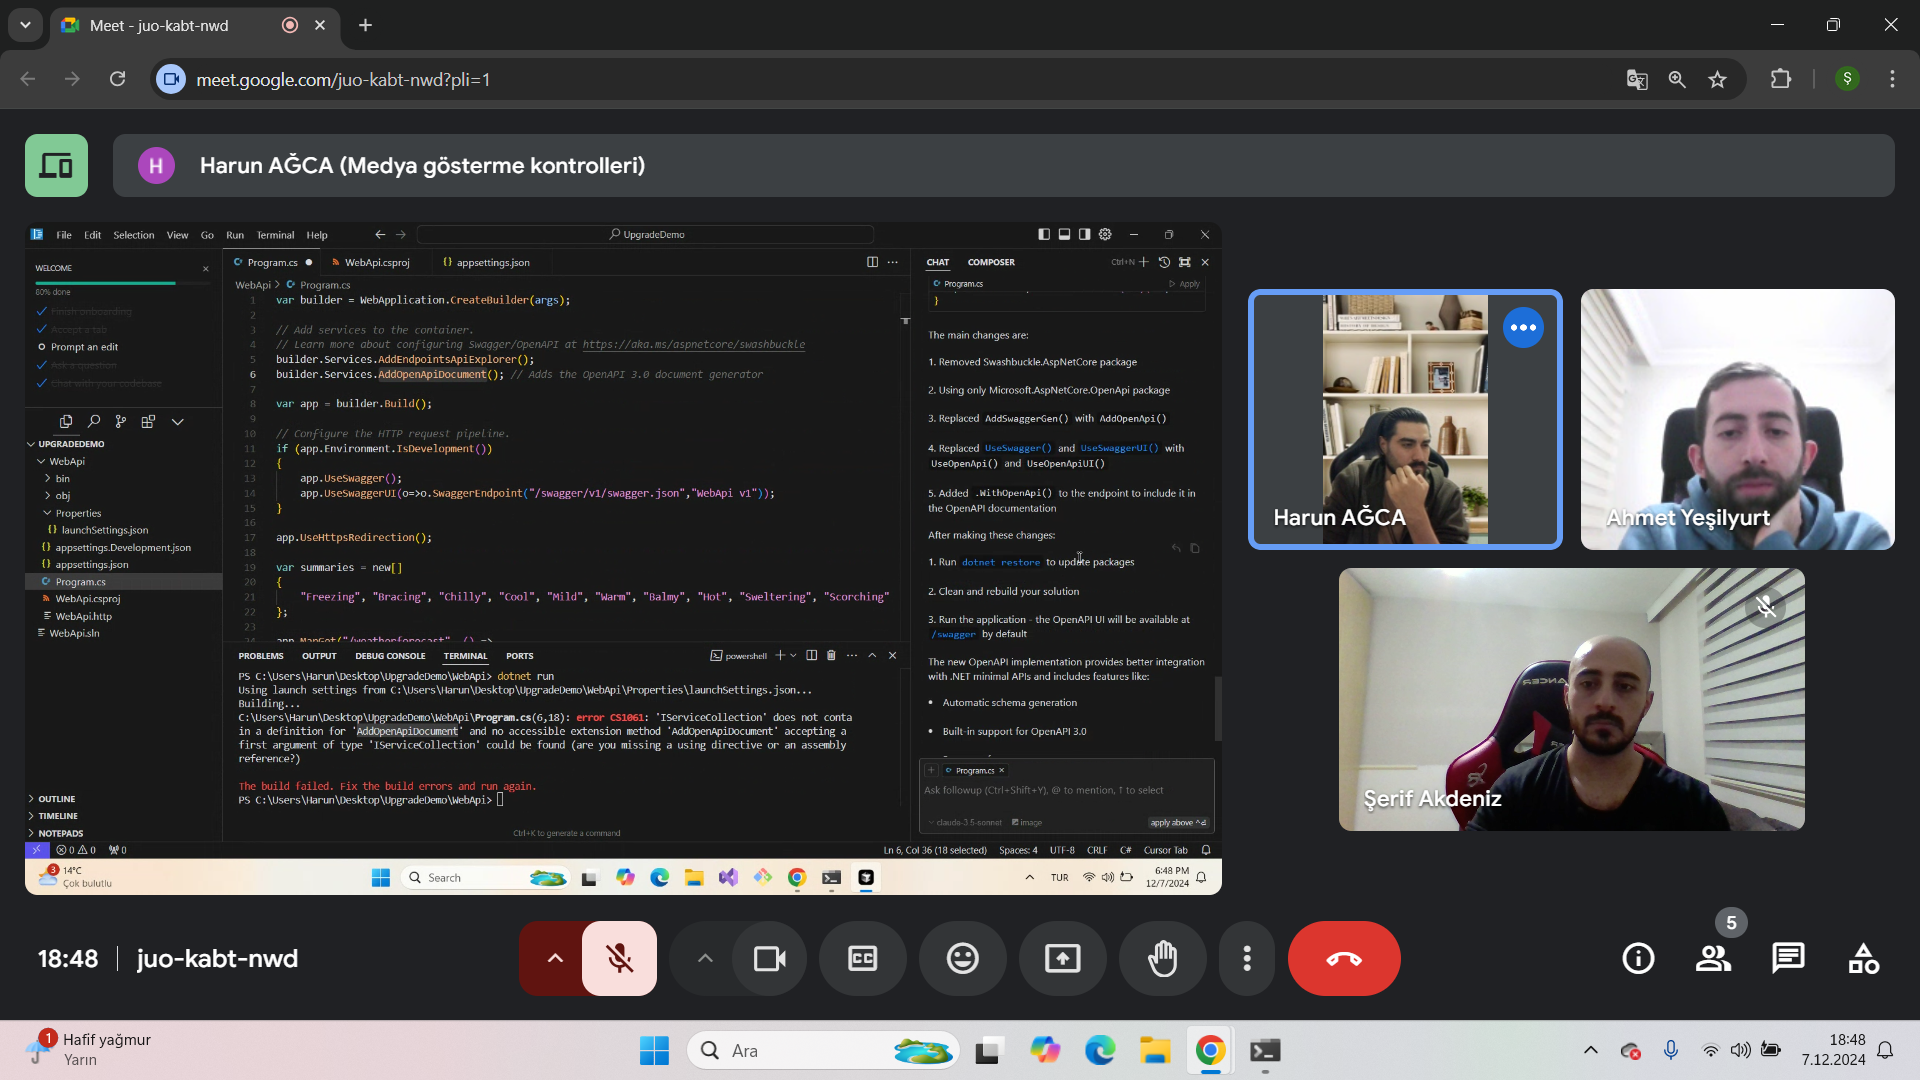 Meet - juo-kabt-nwd
meet.google.com/juo-kabt-nwd?pli=1
Ş
H
Harun AĞCA (Medya gösterme kontrolleri)
File Edit Selection View Go Run Terminal Help
UpgradeDemo
WELCOME
80% done
Finish onboarding
Accept a tab
Prompt an edit
Ask a question
Chat with your codebase
UPGRADEDEMO
WebApi
bin
obj
Properties
launchSettings.json
appsettings.Development.json
appsettings.json
Program.cs
WebApi.csproj
WebApi.http
WebApi.sln
OUTLINE
TIMELINE
NOTEPADS
Program.cs
WebApi.csproj
appsettings.json
WebApi > Program.cs
1 var builder = WebApplication.CreateBuilder(args);
2
3 // Add services to the container.
4 // Learn more about configuring Swagger/OpenAPI at https://aka.ms/aspnetcore/swashbuckle
5 builder.Services.AddEndpointsApiExplorer();
6 builder.Services.AddOpenApiDocument(); // Adds the OpenAPI 3.0 document generator
7
8 var app = builder.Build();
9
10 // Configure the HTTP request pipeline.
11 if (app.Environment.IsDevelopment())
12 {
13 app.UseSwagger();
14 app.UseSwaggerUI(o=>o.SwaggerEndpoint("/swagger/v1/swagger.json","WebApi v1"));
15 }
16
17 app.UseHttpsRedirection();
18
19 var summaries = new[]
20 {
21 "Freezing", "Bracing", "Chilly", "Cool", "Mild", "Warm", "Balmy", "Hot", "Sweltering", "Scorching"
22 };
23
24 app.MapGet("/weatherforecast", () =>
PROBLEMS OUTPUT DEBUG CONSOLE TERMINAL PORTS
powershell
PS C:\Users\Harun\Desktop\UpgradeDemo\WebApi> dotnet run
Using launch settings from C:\Users\Harun\Desktop\UpgradeDemo\WebApi\Properties\launchSettings.json...
Building...
C:\Users\Harun\Desktop\UpgradeDemo\WebApi\Program.cs(6,18): error CS1061: 'IServiceCollection' does not conta
in a definition for 'AddOpenApiDocument' and no accessible extension method 'AddOpenApiDocument' accepting a
first argument of type 'IServiceCollection' could be found (are you missing a using directive or an assembly
reference?)
The build failed. Fix the build errors and run again.
PS C:\Users\Harun\Desktop\UpgradeDemo\WebApi>
Ctrl+K to generate a command
CHAT COMPOSER
Ctrl+N
Program.cs
Apply
}
The main changes are:
1. Removed Swashbuckle.AspNetCore package
2. Using only Microsoft.AspNetCore.OpenApi package
3. Replaced AddSwaggerGen() with AddOpenApi()
4. Replaced UseSwagger() and UseSwaggerUI() with
UseOpenApi() and UseOpenApiUI()
5. Added .WithOpenApi() to the endpoint to include it in
the OpenAPI documentation
After making these changes:
1. Run dotnet restore to update packages
2. Clean and rebuild your solution
3. Run the application - the OpenAPI UI will be available at
/swagger by default
The new OpenAPI implementation provides better integration
with .NET minimal APIs and includes features like:
• Automatic schema generation
• Built-in support for OpenAPI 3.0
Program.cs
Ask followup (Ctrl+Shift+Y), @ to mention, ↑ to select
claude-3.5-sonnet image
apply above
0 0 0
Ln 6, Col 36 (18 selected) Spaces: 4 UTF-8 CRLF C# Cursor Tab
3
14°C
Çok bulutlu
Search
TUR
6:48 PM
12/7/2024
Harun AĞCA
Ahmet Yeşilyurt
Şerif Akdeniz
18:48 juo-kabt-nwd
CC
5
1
Hafif yağmur
Yarın
Ara
18:48
7.12.2024